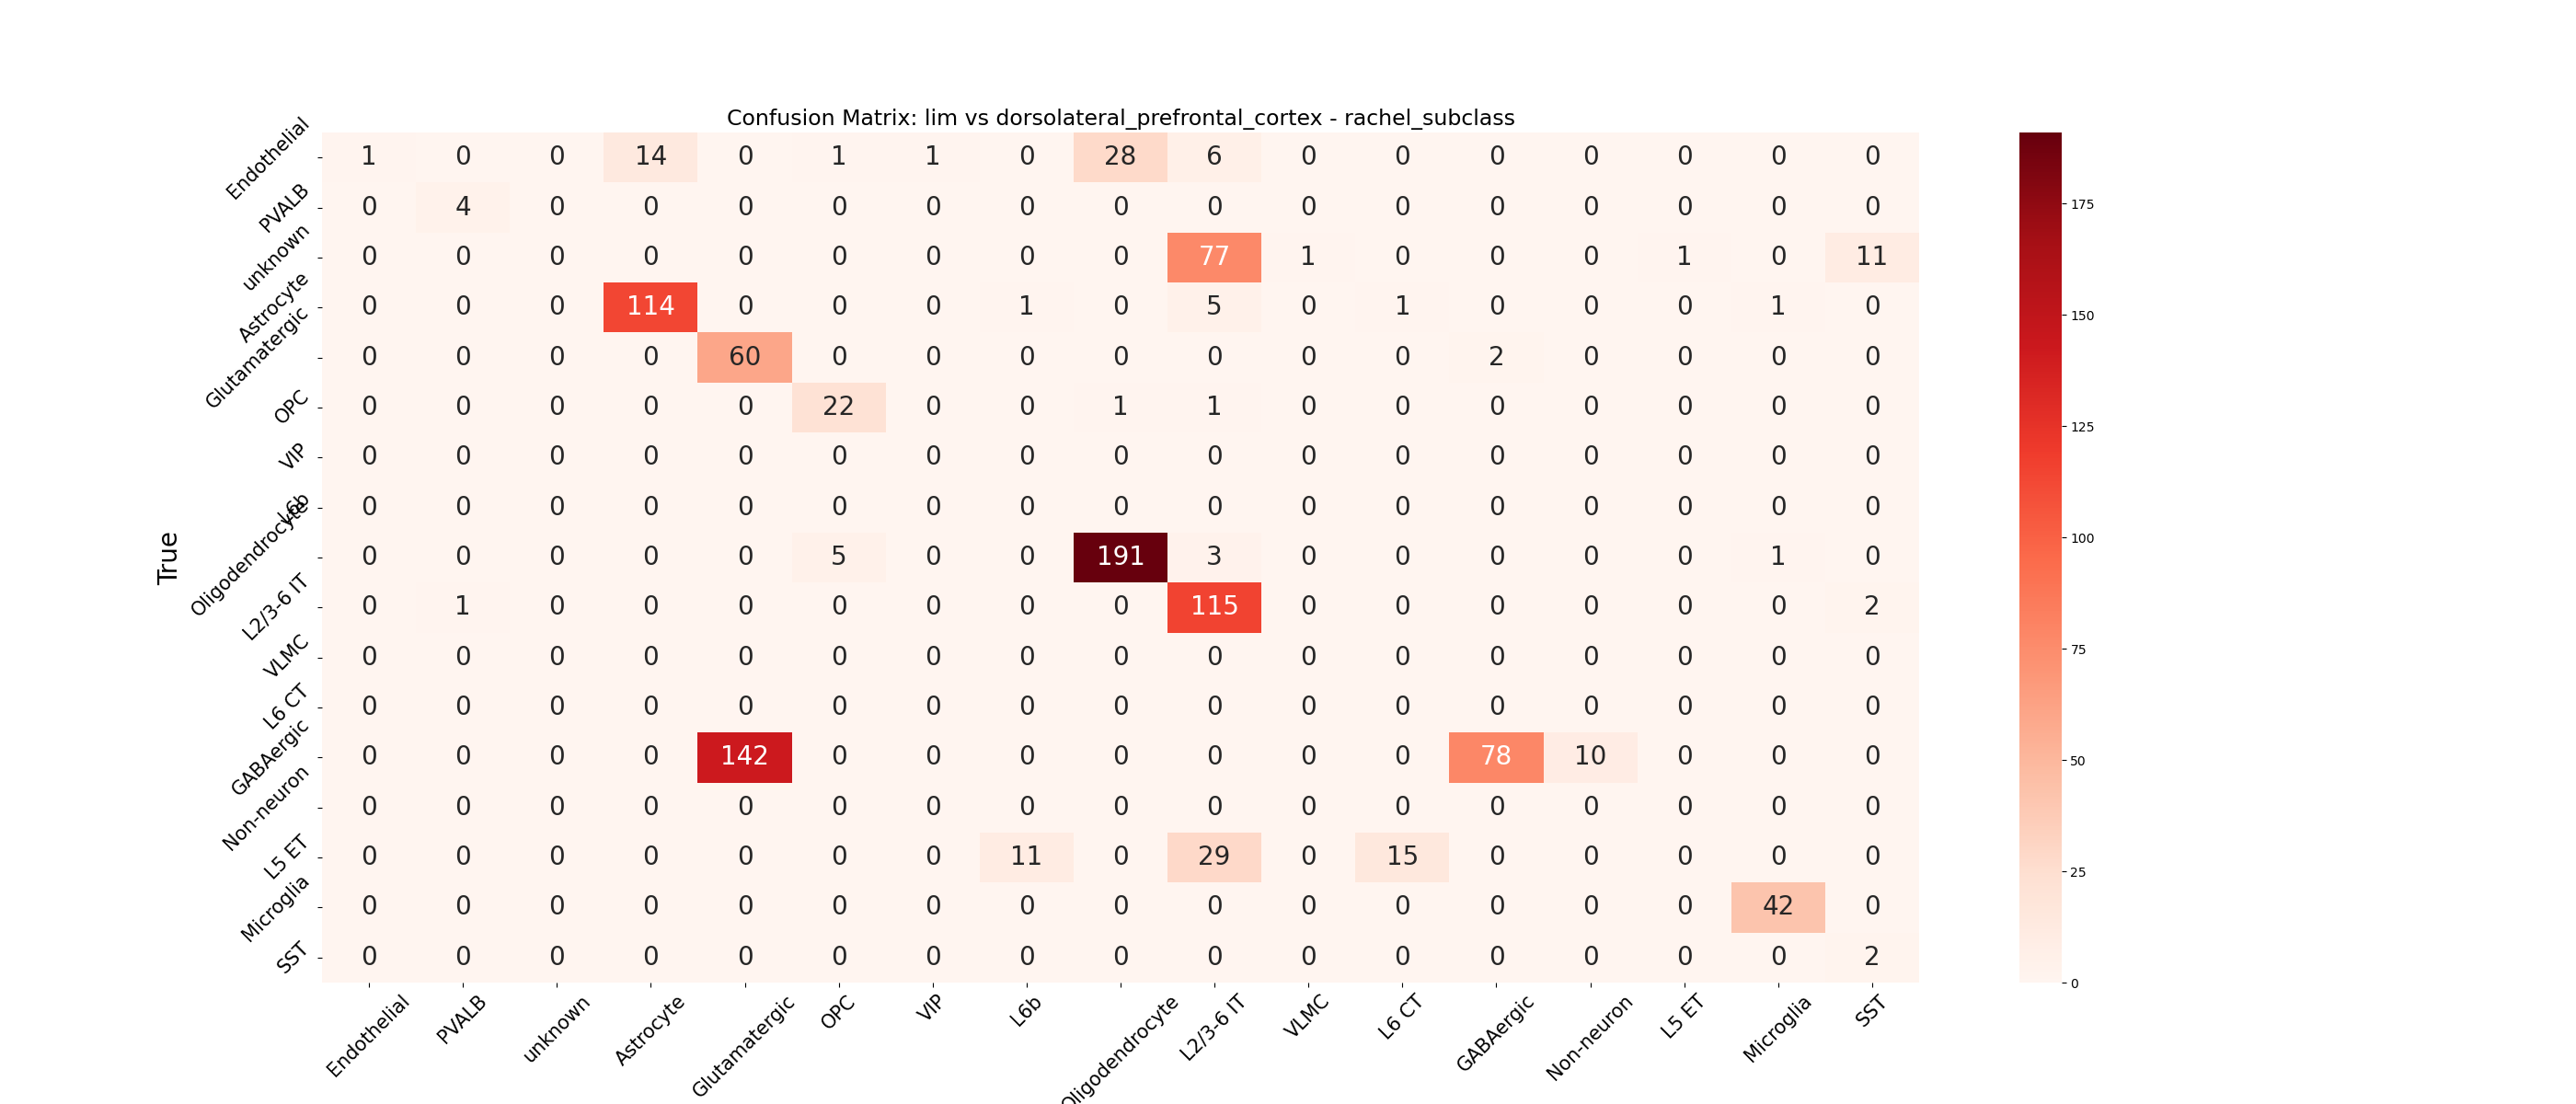 Confusion Matrix: lim vs dorsolateral_prefrontal_cortex - rachel_subclass
True
Endothelial 1 0 0 14 0 1 1 0 28 6 0 0 0 0 0 0 0
PVALB 0 4 0 0 0 0 0 0 0 0 0 0 0 0 0 0 0
unknown 0 0 0 0 0 0 0 0 0 77 1 0 0 0 1 0 11
Astrocyte 0 0 0 114 0 0 0 1 0 5 0 1 0 0 0 1 0
Glutamatergic 0 0 0 0 60 0 0 0 0 0 0 0 2 0 0 0 0
OPC 0 0 0 0 0 22 0 0 1 1 0 0 0 0 0 0 0
VIP 0 0 0 0 0 0 0 0 0 0 0 0 0 0 0 0 0
L6b 0 0 0 0 0 0 0 0 0 0 0 0 0 0 0 0 0
Oligodendrocyte 0 0 0 0 0 5 0 0 191 3 0 0 0 0 0 1 0
L2/3-6 IT 0 1 0 0 0 0 0 0 0 115 0 0 0 0 0 0 2
VLMC 0 0 0 0 0 0 0 0 0 0 0 0 0 0 0 0 0
L6 CT 0 0 0 0 0 0 0 0 0 0 0 0 0 0 0 0 0
GABAergic 0 0 0 0 142 0 0 0 0 0 0 0 78 10 0 0 0
Non-neuron 0 0 0 0 0 0 0 0 0 0 0 0 0 0 0 0 0
L5 ET 0 0 0 0 0 0 0 11 0 29 0 15 0 0 0 0 0
Microglia 0 0 0 0 0 0 0 0 0 0 0 0 0 0 0 42 0
SST 0 0 0 0 0 0 0 0 0 0 0 0 0 0 0 0 2
Endothelial PVALB unknown Astrocyte Glutamatergic OPC VIP L6b Oligodendrocyte L2/3-6 IT VLMC L6 CT GABAergic Non-neuron L5 ET Microglia SST
175
150
125
100
75
50
25
0